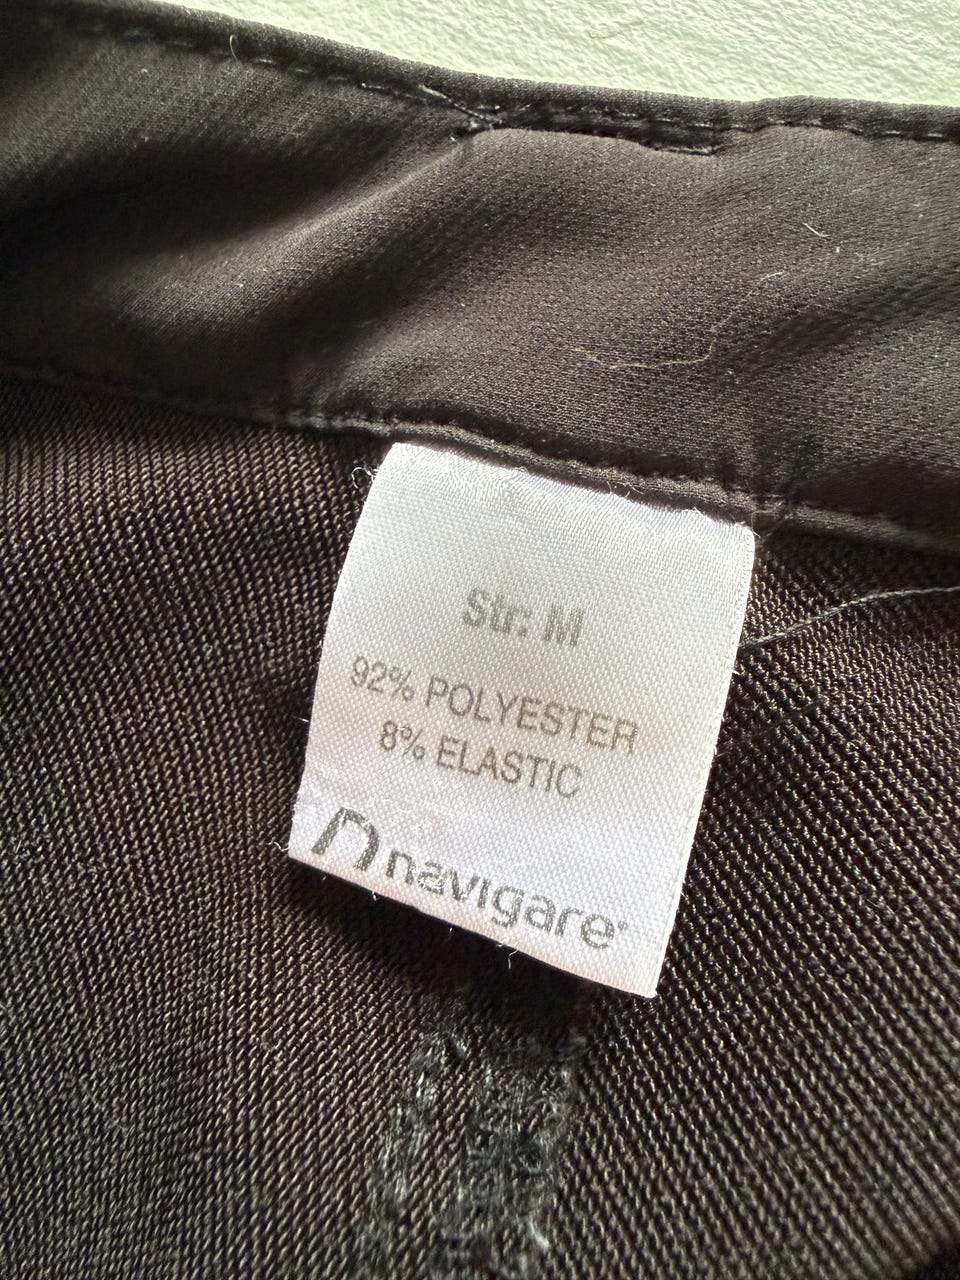 Str: M
92% POLYESTER
8% ELASTIC
navigare